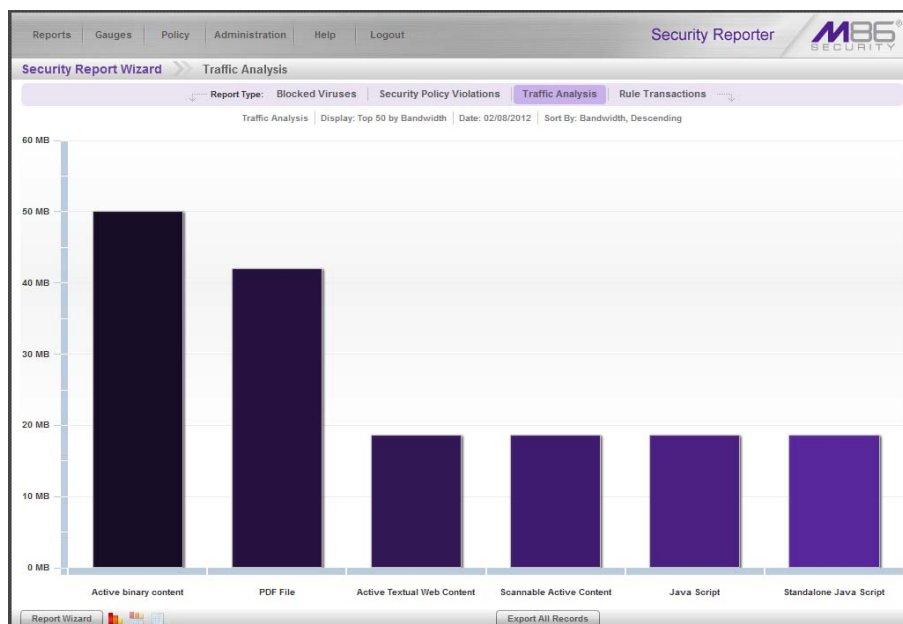 Reports Gauges Policy Administration Help Logout Security Reporter M86® SECURITY
Security Report Wizard Traffic Analysis
Report Type: Blocked Viruses Security Policy Violations Traffic Analysis Rule Transactions
Traffic Analysis Display: Top 50 by Bandwidth Date: 02/08/2012 Sort By: Bandwidth, Descending
60 MB
50 MB
40 MB
30 MB
20 MB
10 MB
0 MB
Active binary content PDF File Active Textual Web Content Scannable Active Content Java Script Standalone Java Script
Report Wizard Export All Records